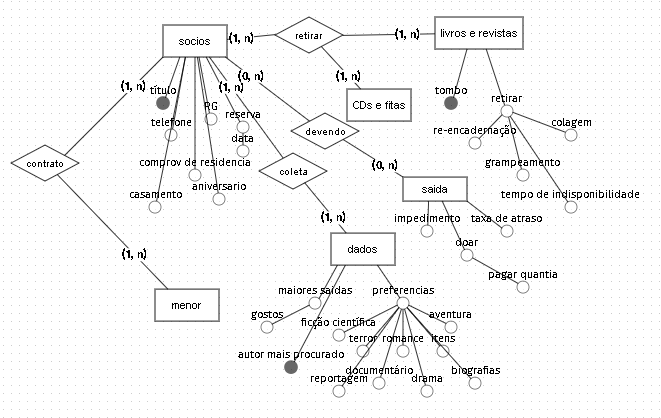 livros e revistas
socios
(1, n)
retirar
(1, n)
(1, n)
(0, n)
(1, n)
título
(1, n)
tombo
CDs e fitas
retirar
RG
reserva
telefone
colagem
devendo
re-encadernação
data
contrato
comprov de residencia
grampeamento
coleta
(0, n)
casamento
aniversario
saida
tempo de indisponibilidade
(1, n)
impedimento
taxa de atraso
doar
dados
(1, n)
pagar quantia
maiores saidas
preferencias
menor
gostos
ficção científica
aventura
terror
romance
itens
autor mais procurado
documentário
biografias
reportagem
drama